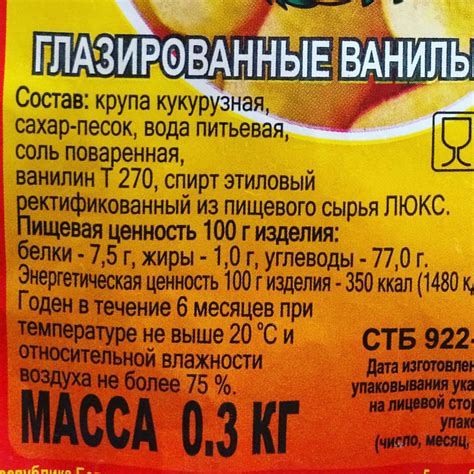 ГЛАЗИРОВАННЫЕ ВАНИЛЬ
Состав: крупа кукурузная,
сахар-песок, вода питьевая,
соль поваренная,
ванилин Т 270, спирт этиловый
ректификованный из пищевого сырья ЛЮКС.
Пищевая ценность 100 г изделия:
белки - 7,5 г, жиры - 1,0 г, углеводы - 77,0 г.
Энергетическая ценность 100 г изделия - 350 ккал (1480 кД
Годен в течение 6 месяцев при
температуре не выше 20 °С и
относительной влажности
воздуха не более 75 %.
МАССА 0.3 КГ
СТБ 922-
Дата изготовлен
упаковывания ука
на лицевой стор
упако
(число, месяц,